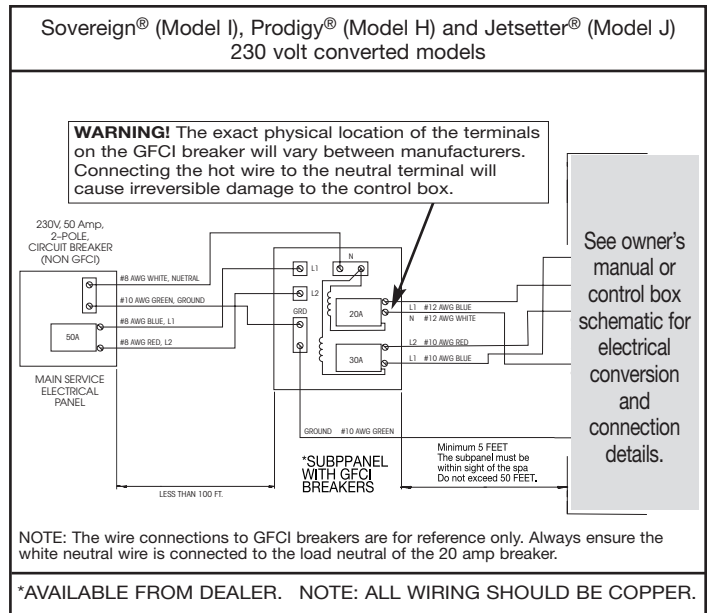 Sovereign® (Model I), Prodigy® (Model H) and Jetsetter® (Model J)
230 volt converted models
WARNING! The exact physical location of the terminals
on the GFCI breaker will vary between manufacturers.
Connecting the hot wire to the neutral terminal will
cause irreversible damage to the control box.
230V, 50 Amp,
2-POLE,
CIRCUIT BREAKER
(NON GFCI)
#8 AWG WHITE, NUETRAL
#10 AWG GREEN, GROUND
#8 AWG BLUE, L1
#8 AWG RED, L2
50A
MAIN SERVICE
ELECTRICAL
PANEL
N
L1
L2
GRD
20A
30A
L1 #12 AWG BLUE
N #12 AWG WHITE
L2 #10 AWG RED
L1 #10 AWG BLUE
GROUND #10 AWG GREEN
*SUBPPANEL
WITH GFCI
BREAKERS
LESS THAN 100 FT.
Minimum 5 FEET
The subpanel must be
within sight of the spa
Do not exceed 50 FEET.
See owner's
manual or
control box
schematic for
electrical
conversion
and
connection
details.
NOTE: The wire connections to GFCI breakers are for reference only. Always ensure the
white neutral wire is connected to the load neutral of the 20 amp breaker.
*AVAILABLE FROM DEALER. NOTE: ALL WIRING SHOULD BE COPPER.